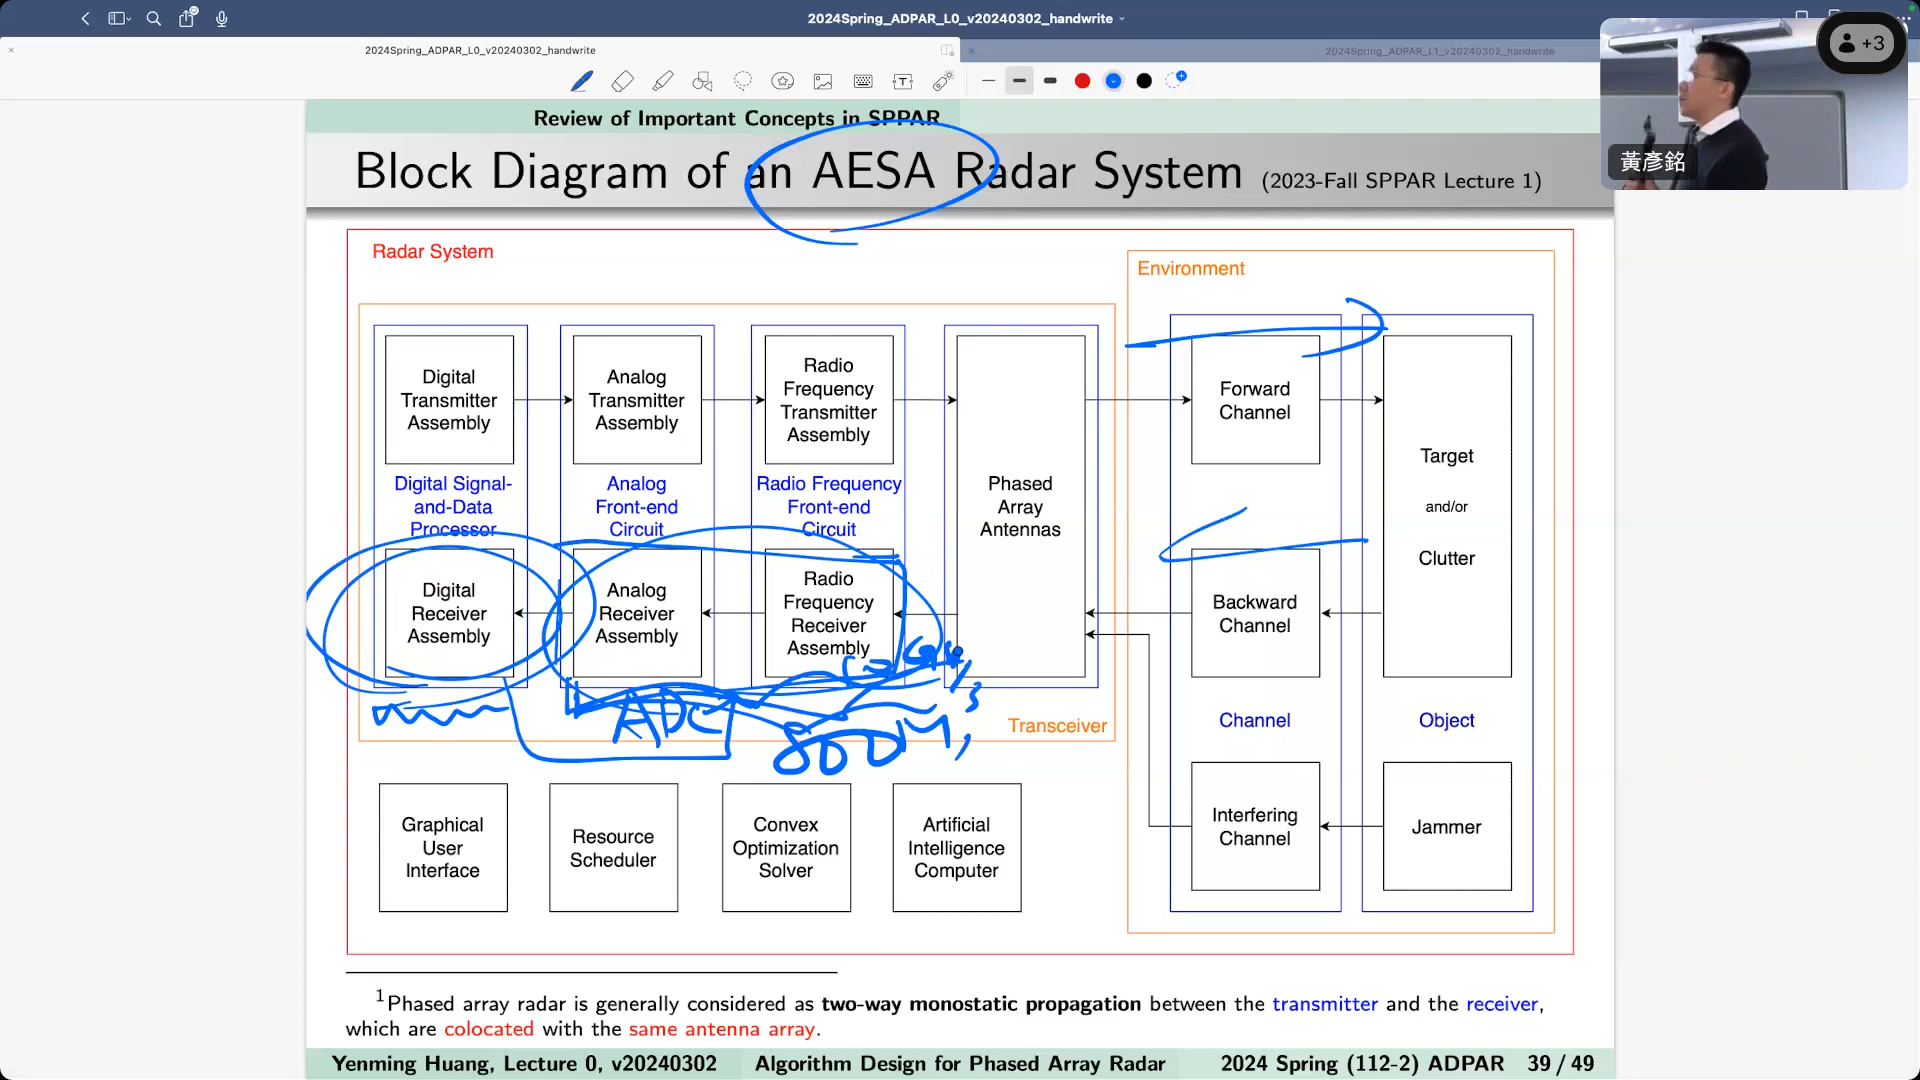 2024Spring_ADPAR_L0_v20240302_handwrite
2024Spring_ADPAR_L0_v20240302_handwrite
2024Spring_ADPAR_L1_v20240302_handwrite
+3
黃彥銘
Review of Important Concepts in SPPAR
Block Diagram of an AESA Radar System (2023-Fall SPPAR Lecture 1)
Radar System
Environment
Digital
Transmitter
Assembly
Analog
Transmitter
Assembly
Radio
Frequency
Transmitter
Assembly
Digital Signal-
and-Data
Processor
Analog
Front-end
Circuit
Radio Frequency
Front-end
Circuit
Phased
Array
Antennas
Forward
Channel
Target
and/or
Clutter
Digital
Receiver
Assembly
Analog
Receiver
Assembly
Radio
Frequency
Receiver
Assembly
Backward
Channel
ADC
Transceiver
Channel
Object
Graphical
User
Interface
Resource
Scheduler
Convex
Optimization
Solver
Artificial
Intelligence
Computer
Interfering
Channel
Jammer
1Phased array radar is generally considered as two-way monostatic propagation between the transmitter and the receiver,
which are colocated with the same antenna array.
Yenming Huang, Lecture 0, v20240302 Algorithm Design for Phased Array Radar 2024 Spring (112-2) ADPAR 39 / 49